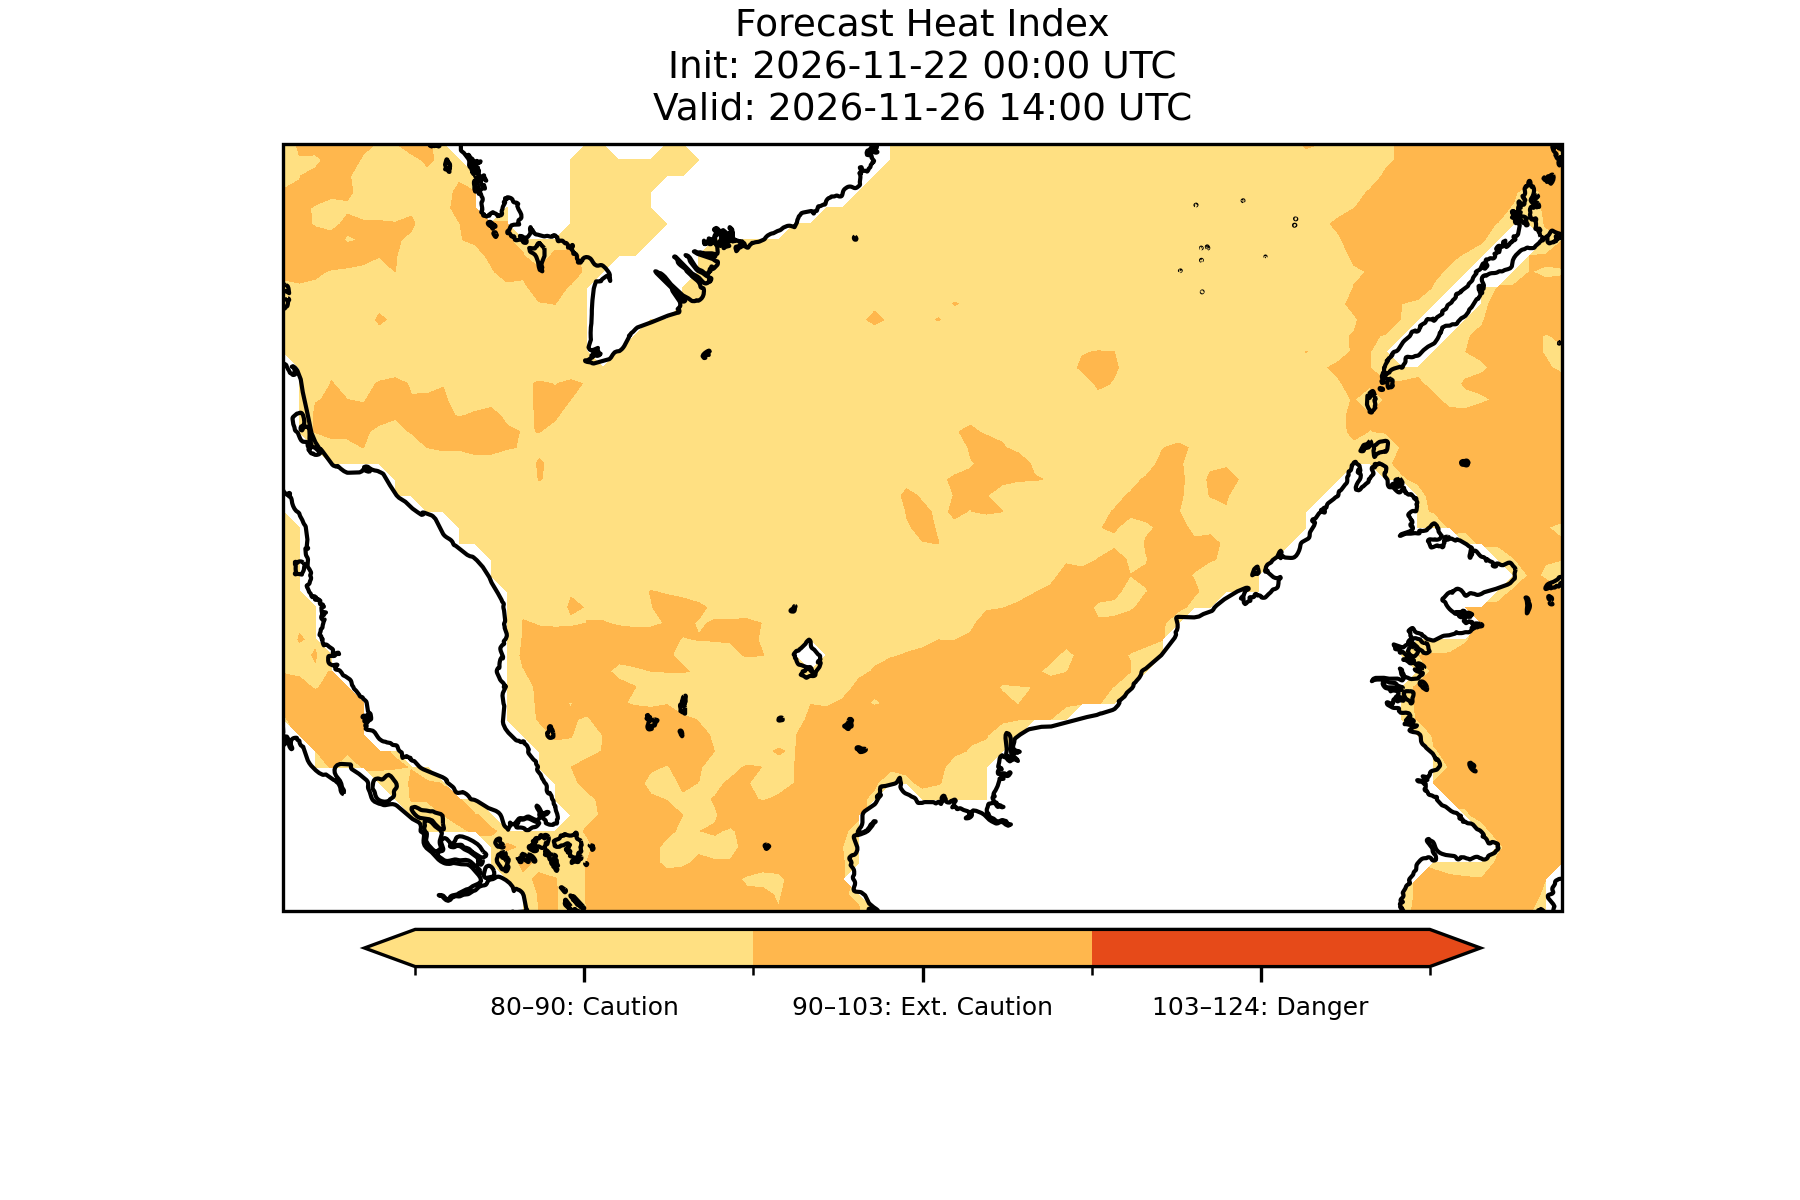 Forecast Heat Index
Init: 2026-11-22 00:00 UTC
Valid: 2026-11-26 14:00 UTC
80–90: Caution
90–103: Ext. Caution
103–124: Danger